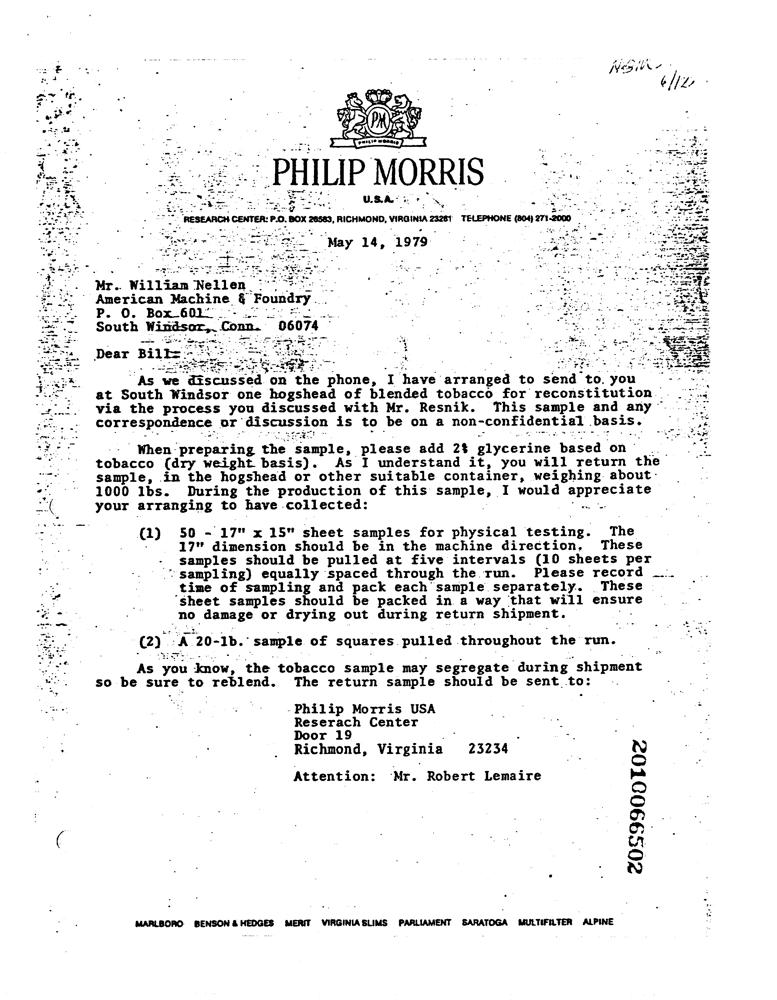 6/12
PM
PHILIP MORRIS
PHILIP MORRIS
U.S.A.
RESEARCH CENTER: P.O. BOX 26583, RICHMOND, VIRGINIA 23261 TELEPHONE (804) 271-2000
May 14, 1979
Mr. William Nellen
American Machine & Foundry
P. O. Box 601
South Windsor, Conn. 06074
Dear Bill:
As we discussed on the phone, I have arranged to send to you
at South Windsor one hogshead of blended tobacco for reconstitution
via the process you discussed with Mr. Resnik. This sample and any
correspondence or discussion is to be on a non-confidential basis.
When preparing the sample, please add 2% glycerine based on
tobacco (dry weight basis). As I understand it, you will return the
sample, in the hogshead or other suitable container, weighing about
1000 lbs. During the production of this sample, I would appreciate
your arranging to have collected:
(1) 50 - 17" x 15" sheet samples for physical testing. The
17" dimension should be in the machine direction. These
samples should be pulled at five intervals (10 sheets per
sampling) equally spaced through the run. Please record
time of sampling and pack each sample separately. These
sheet samples should be packed in a way that will ensure
no damage or drying out during return shipment.
(2) A 20-lb. sample of squares pulled throughout the run.
As you know, the tobacco sample may segregate during shipment
so be sure to reblend. The return sample should be sent to:
Philip Morris USA
Reserach Center
Door 19
Richmond, Virginia 23234
Attention: Mr. Robert Lemaire
2010066502
MARLBORO BENSON & HEDGES MERIT VIRGINIA SLIMS PARLIAMENT SARATOGA MULTIFILTER ALPINE